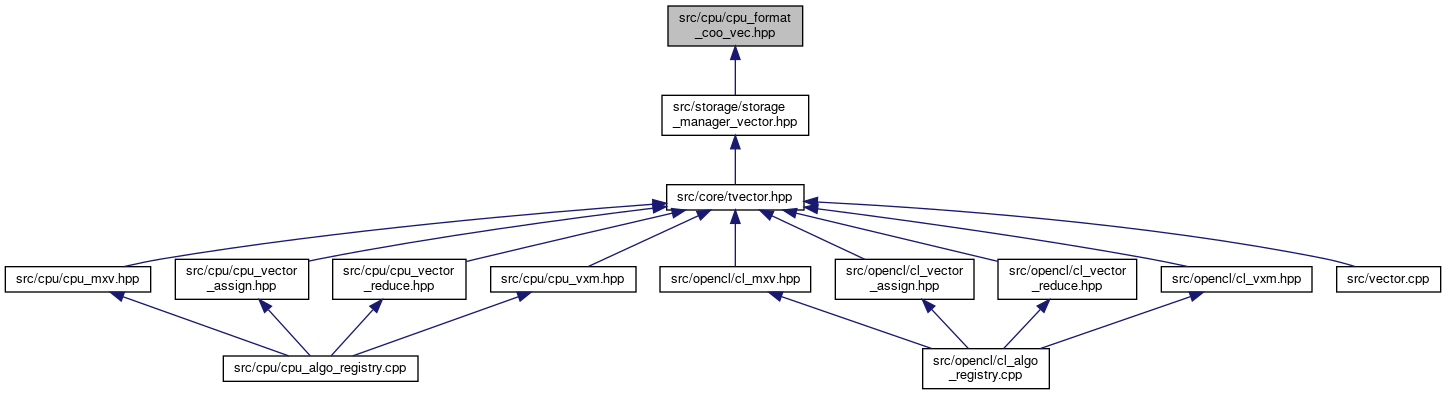 src/cpu/cpu_format
_coo_vec.hpp
src/storage/storage
_manager_vector.hpp
src/core/tvector.hpp
src/cpu/cpu_mxv.hpp
src/cpu/cpu_vector
_assign.hpp
src/cpu/cpu_vector
_reduce.hpp
src/cpu/cpu_vxm.hpp
src/opencl/cl_mxv.hpp
src/opencl/cl_vector
_assign.hpp
src/opencl/cl_vector
_reduce.hpp
src/opencl/cl_vxm.hpp
src/vector.cpp
src/cpu/cpu_algo_registry.cpp
src/opencl/cl_algo
_registry.cpp